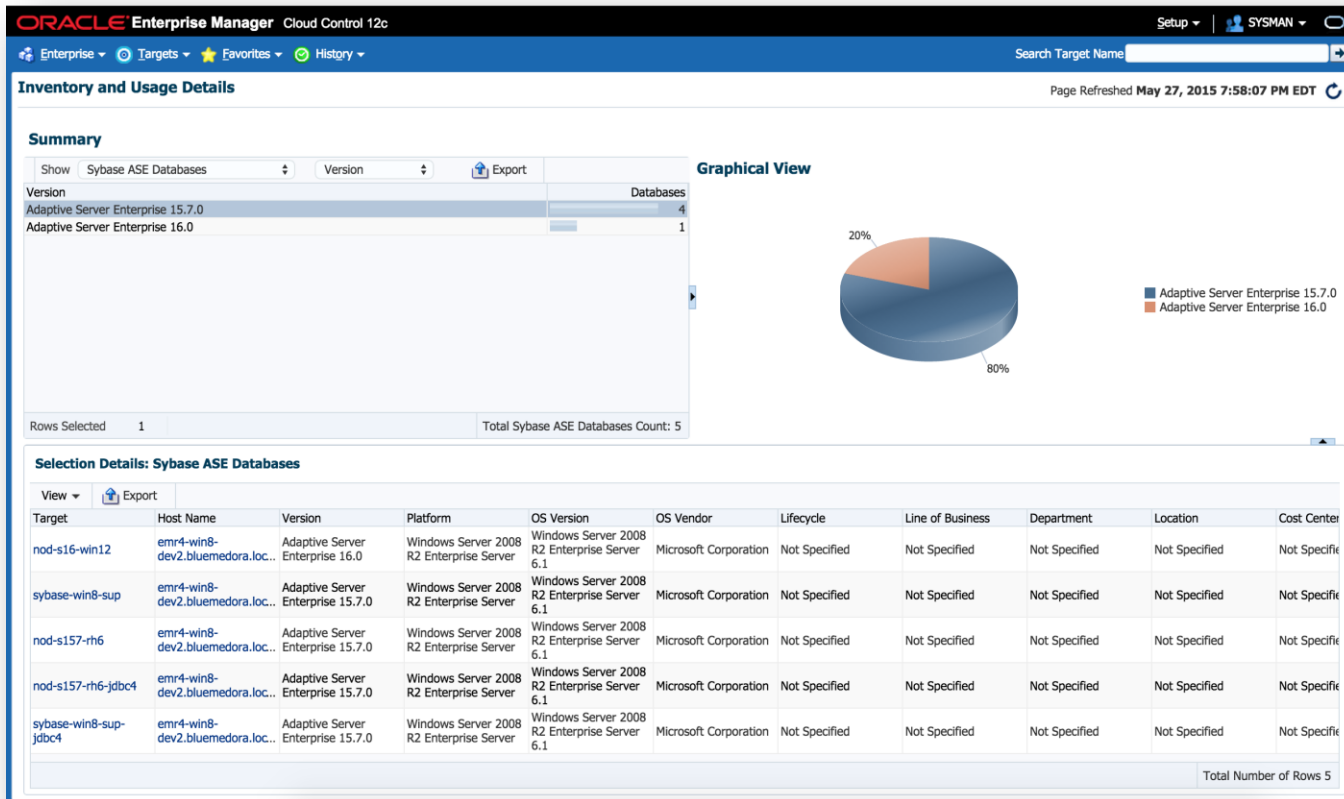 ORACLE Enterprise Manager Cloud Control 12c
Setup
SYSMAN
Enterprise Targets Favorites History
Search Target Name
Inventory and Usage Details
Page Refreshed May 27, 2015 7:58:07 PM EDT
Summary
Show Sybase ASE Databases Version Export
Version Databases
Adaptive Server Enterprise 15.7.0 4
Adaptive Server Enterprise 16.0 1
Rows Selected 1 Total Sybase ASE Databases Count: 5
Graphical View
20%
80%
Adaptive Server Enterprise 15.7.0
Adaptive Server Enterprise 16.0
Selection Details: Sybase ASE Databases
View Export
Target Host Name Version Platform OS Version OS Vendor Lifecycle Line of Business Department Location Cost Center
nod-s16-win12 emr4-win8-dev2.bluemedora.loc... Adaptive Server Enterprise 16.0 Windows Server 2008 R2 Enterprise Server Windows Server 2008 R2 Enterprise Server 6.1 Microsoft Corporation Not Specified Not Specified Not Specified Not Specified Not Specifie
sybase-win8-sup emr4-win8-dev2.bluemedora.loc... Adaptive Server Enterprise 15.7.0 Windows Server 2008 R2 Enterprise Server Windows Server 2008 R2 Enterprise Server 6.1 Microsoft Corporation Not Specified Not Specified Not Specified Not Specified Not Specifie
nod-s157-rh6 emr4-win8-dev2.bluemedora.loc... Adaptive Server Enterprise 15.7.0 Windows Server 2008 R2 Enterprise Server Windows Server 2008 R2 Enterprise Server 6.1 Microsoft Corporation Not Specified Not Specified Not Specified Not Specified Not Specifie
nod-s157-rh6-jdbc4 emr4-win8-dev2.bluemedora.loc... Adaptive Server Enterprise 15.7.0 Windows Server 2008 R2 Enterprise Server Windows Server 2008 R2 Enterprise Server 6.1 Microsoft Corporation Not Specified Not Specified Not Specified Not Specified Not Specifie
sybase-win8-sup-jdbc4 emr4-win8-dev2.bluemedora.loc... Adaptive Server Enterprise 15.7.0 Windows Server 2008 R2 Enterprise Server Windows Server 2008 R2 Enterprise Server 6.1 Microsoft Corporation Not Specified Not Specified Not Specified Not Specified Not Specifie
Total Number of Rows 5